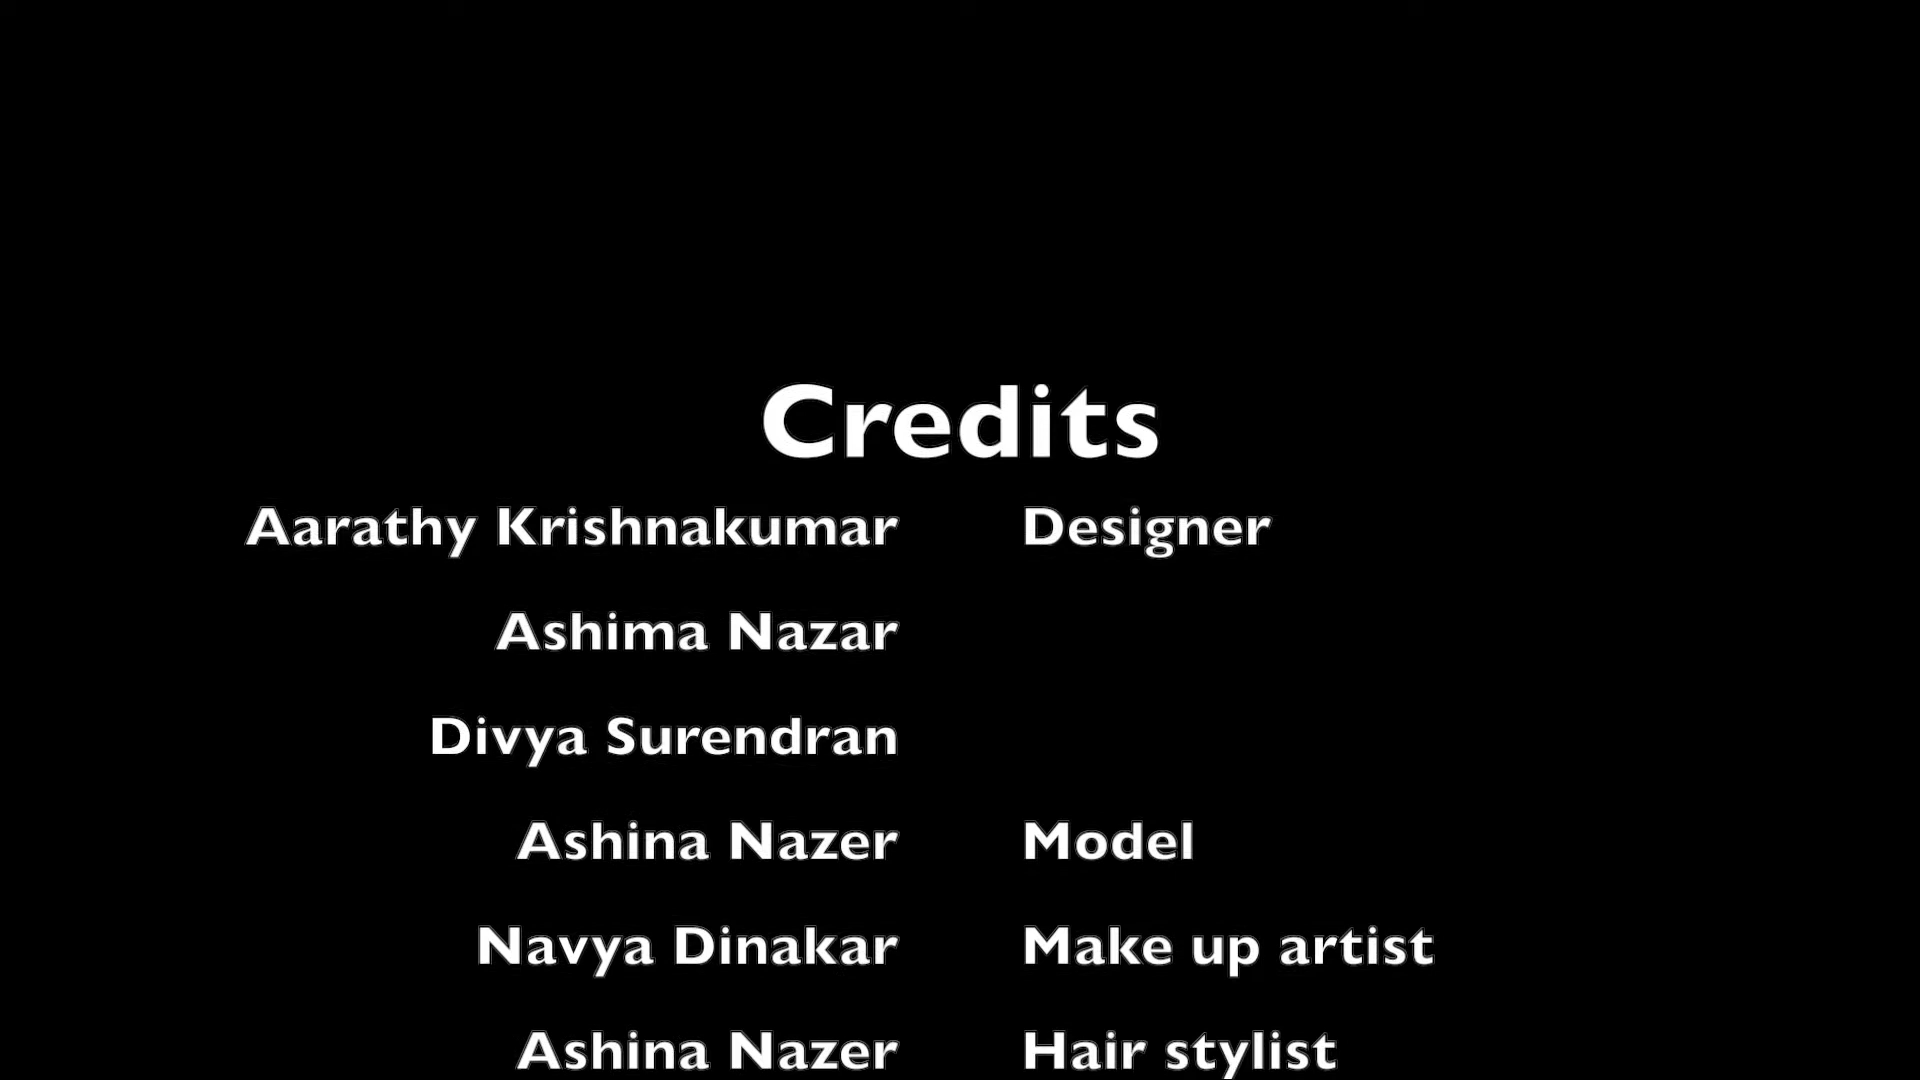 Credits
Aarathy Krishnakumar Designer
Ashima Nazar
Divya Surendran
Ashina Nazer Model
Navya Dinakar Make up artist
Ashina Nazer Hair stylist